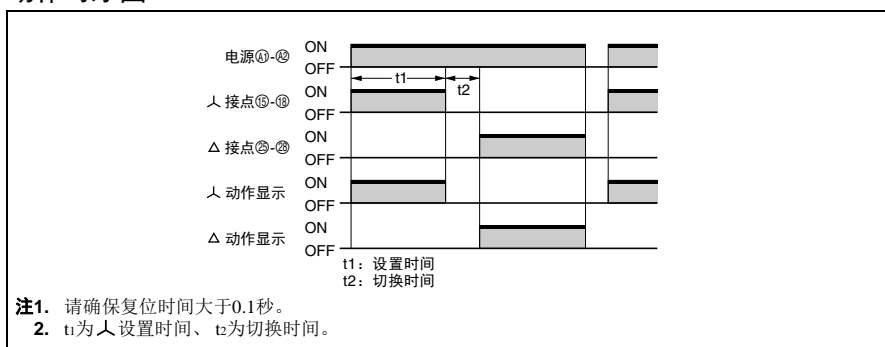 电源Ⓐ1-Ⓐ2 ON
OFF
t1
t2
人 接点⑮-⑱ ON
OFF
△ 接点㉕-㉘ ON
OFF
人 动作显示 ON
OFF
△ 动作显示 ON
OFF
t1：设置时间
t2：切换时间
注1. 请确保复位时间大于0.1秒。
2. t1为人设置时间、t2为切换时间。